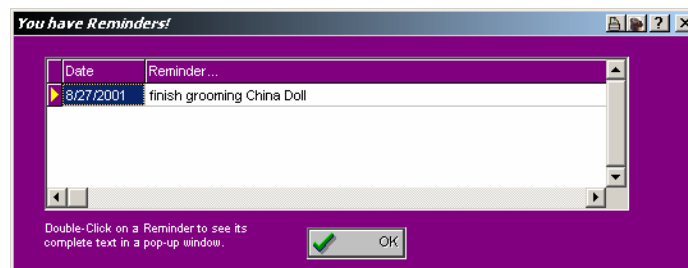 You have Reminders!
Date Reminder...
8/27/2001 finish grooming China Doll
Double-Click on a Reminder to see its
complete text in a pop-up window.
OK